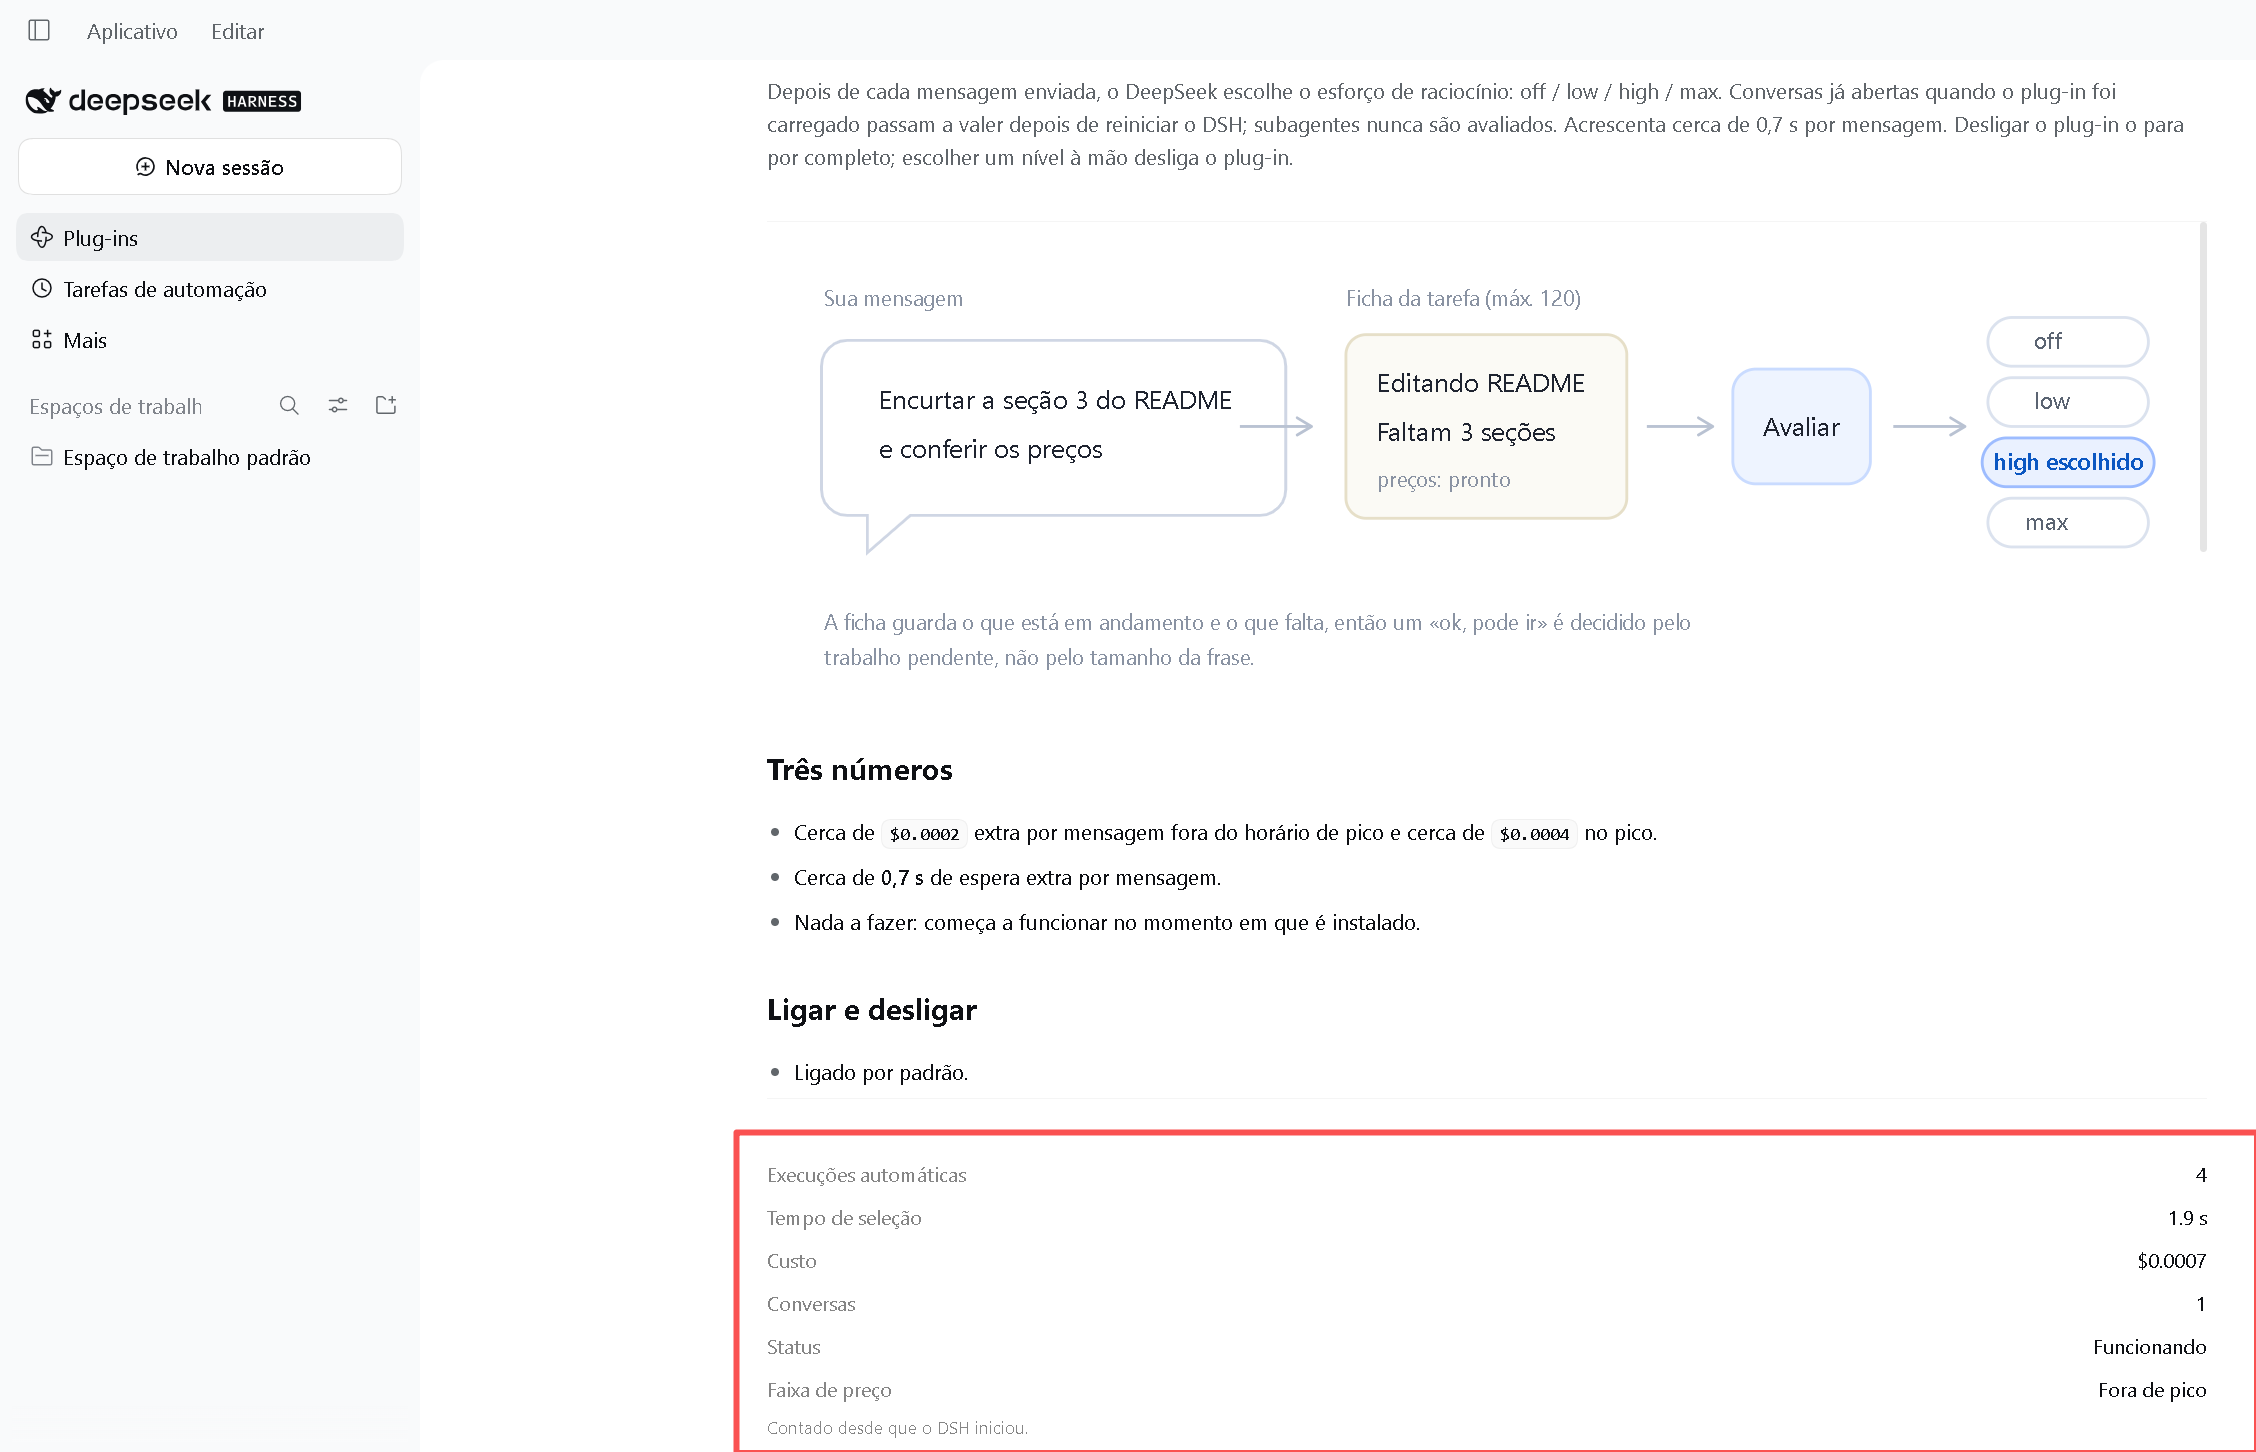 Aplicativo Editar
deepseek HARNESS
Nova sessão
Plug-ins
Tarefas de automação
Mais
Espaços de trabalh
Espaço de trabalho padrão
Depois de cada mensagem enviada, o DeepSeek escolhe o esforço de raciocínio: off / low / high / max. Conversas já abertas quando o plug-in foi
carregado passam a valer depois de reiniciar o DSH; subagentes nunca são avaliados. Acrescenta cerca de 0,7 s por mensagem. Desligar o plug-in o para
por completo; escolher um nível à mão desliga o plug-in.
Sua mensagem
Encurtar a seção 3 do README
e conferir os preços
Ficha da tarefa (máx. 120)
Editando README
Faltam 3 seções
preços: pronto
Avaliar
off
low
high escolhido
max
A ficha guarda o que está em andamento e o que falta, então um «ok, pode ir» é decidido pelo
trabalho pendente, não pelo tamanho da frase.
Três números
Cerca de $0.0002 extra por mensagem fora do horário de pico e cerca de $0.0004 no pico.
Cerca de 0,7 s de espera extra por mensagem.
Nada a fazer: começa a funcionar no momento em que é instalado.
Ligar e desligar
Ligado por padrão.
Execuções automáticas 4
Tempo de seleção 1.9 s
Custo $0.0007
Conversas 1
Status Funcionando
Faixa de preço Fora de pico
Contado desde que o DSH iniciou.